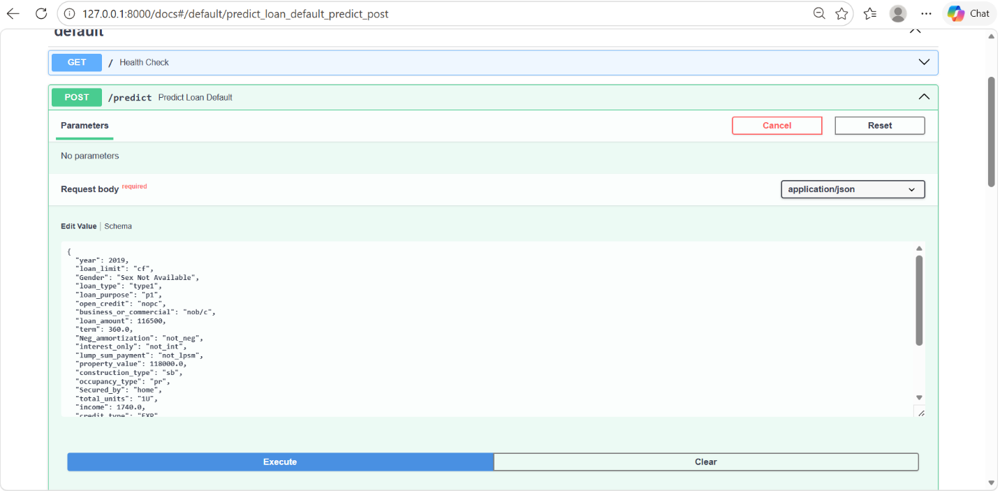 127.0.0.1:8000/docs#/default/predict_loan_default_predict_post
Chat
default
GET / Health Check
POST /predict Predict Loan Default
Parameters
Cancel
Reset
No parameters
Request body required
application/json
Edit Value | Schema
{
"year": 2019,
"loan_limit": "cf",
"Gender": "Sex Not Available",
"loan_type": "type1",
"loan_purpose": "p1",
"open_credit": "nopc",
"business_or_commercial": "nob/c",
"loan_amount": 116500,
"term": 360.0,
"Neg_ammortization": "not_neg",
"interest_only": "not_int",
"lump_sum_payment": "not_lpsm",
"property_value": 118000.0,
"construction_type": "sb",
"occupancy_type": "pr",
"Secured_by": "home",
"total_units": "1U",
"income": 1740.0,
"credit_type": "EXP"
Execute
Clear